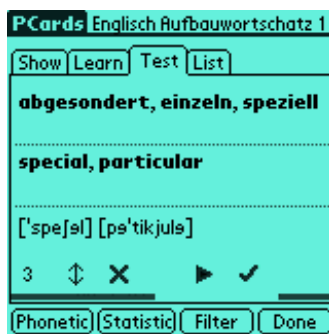 PCards Englisch Aufbauwortschatz 1
Show Learn Test List
abgesondert, einzeln, speziell
special, particular
['speʃəl] [pə'tikjulə]
3
Phonetic Statistic Filter Done